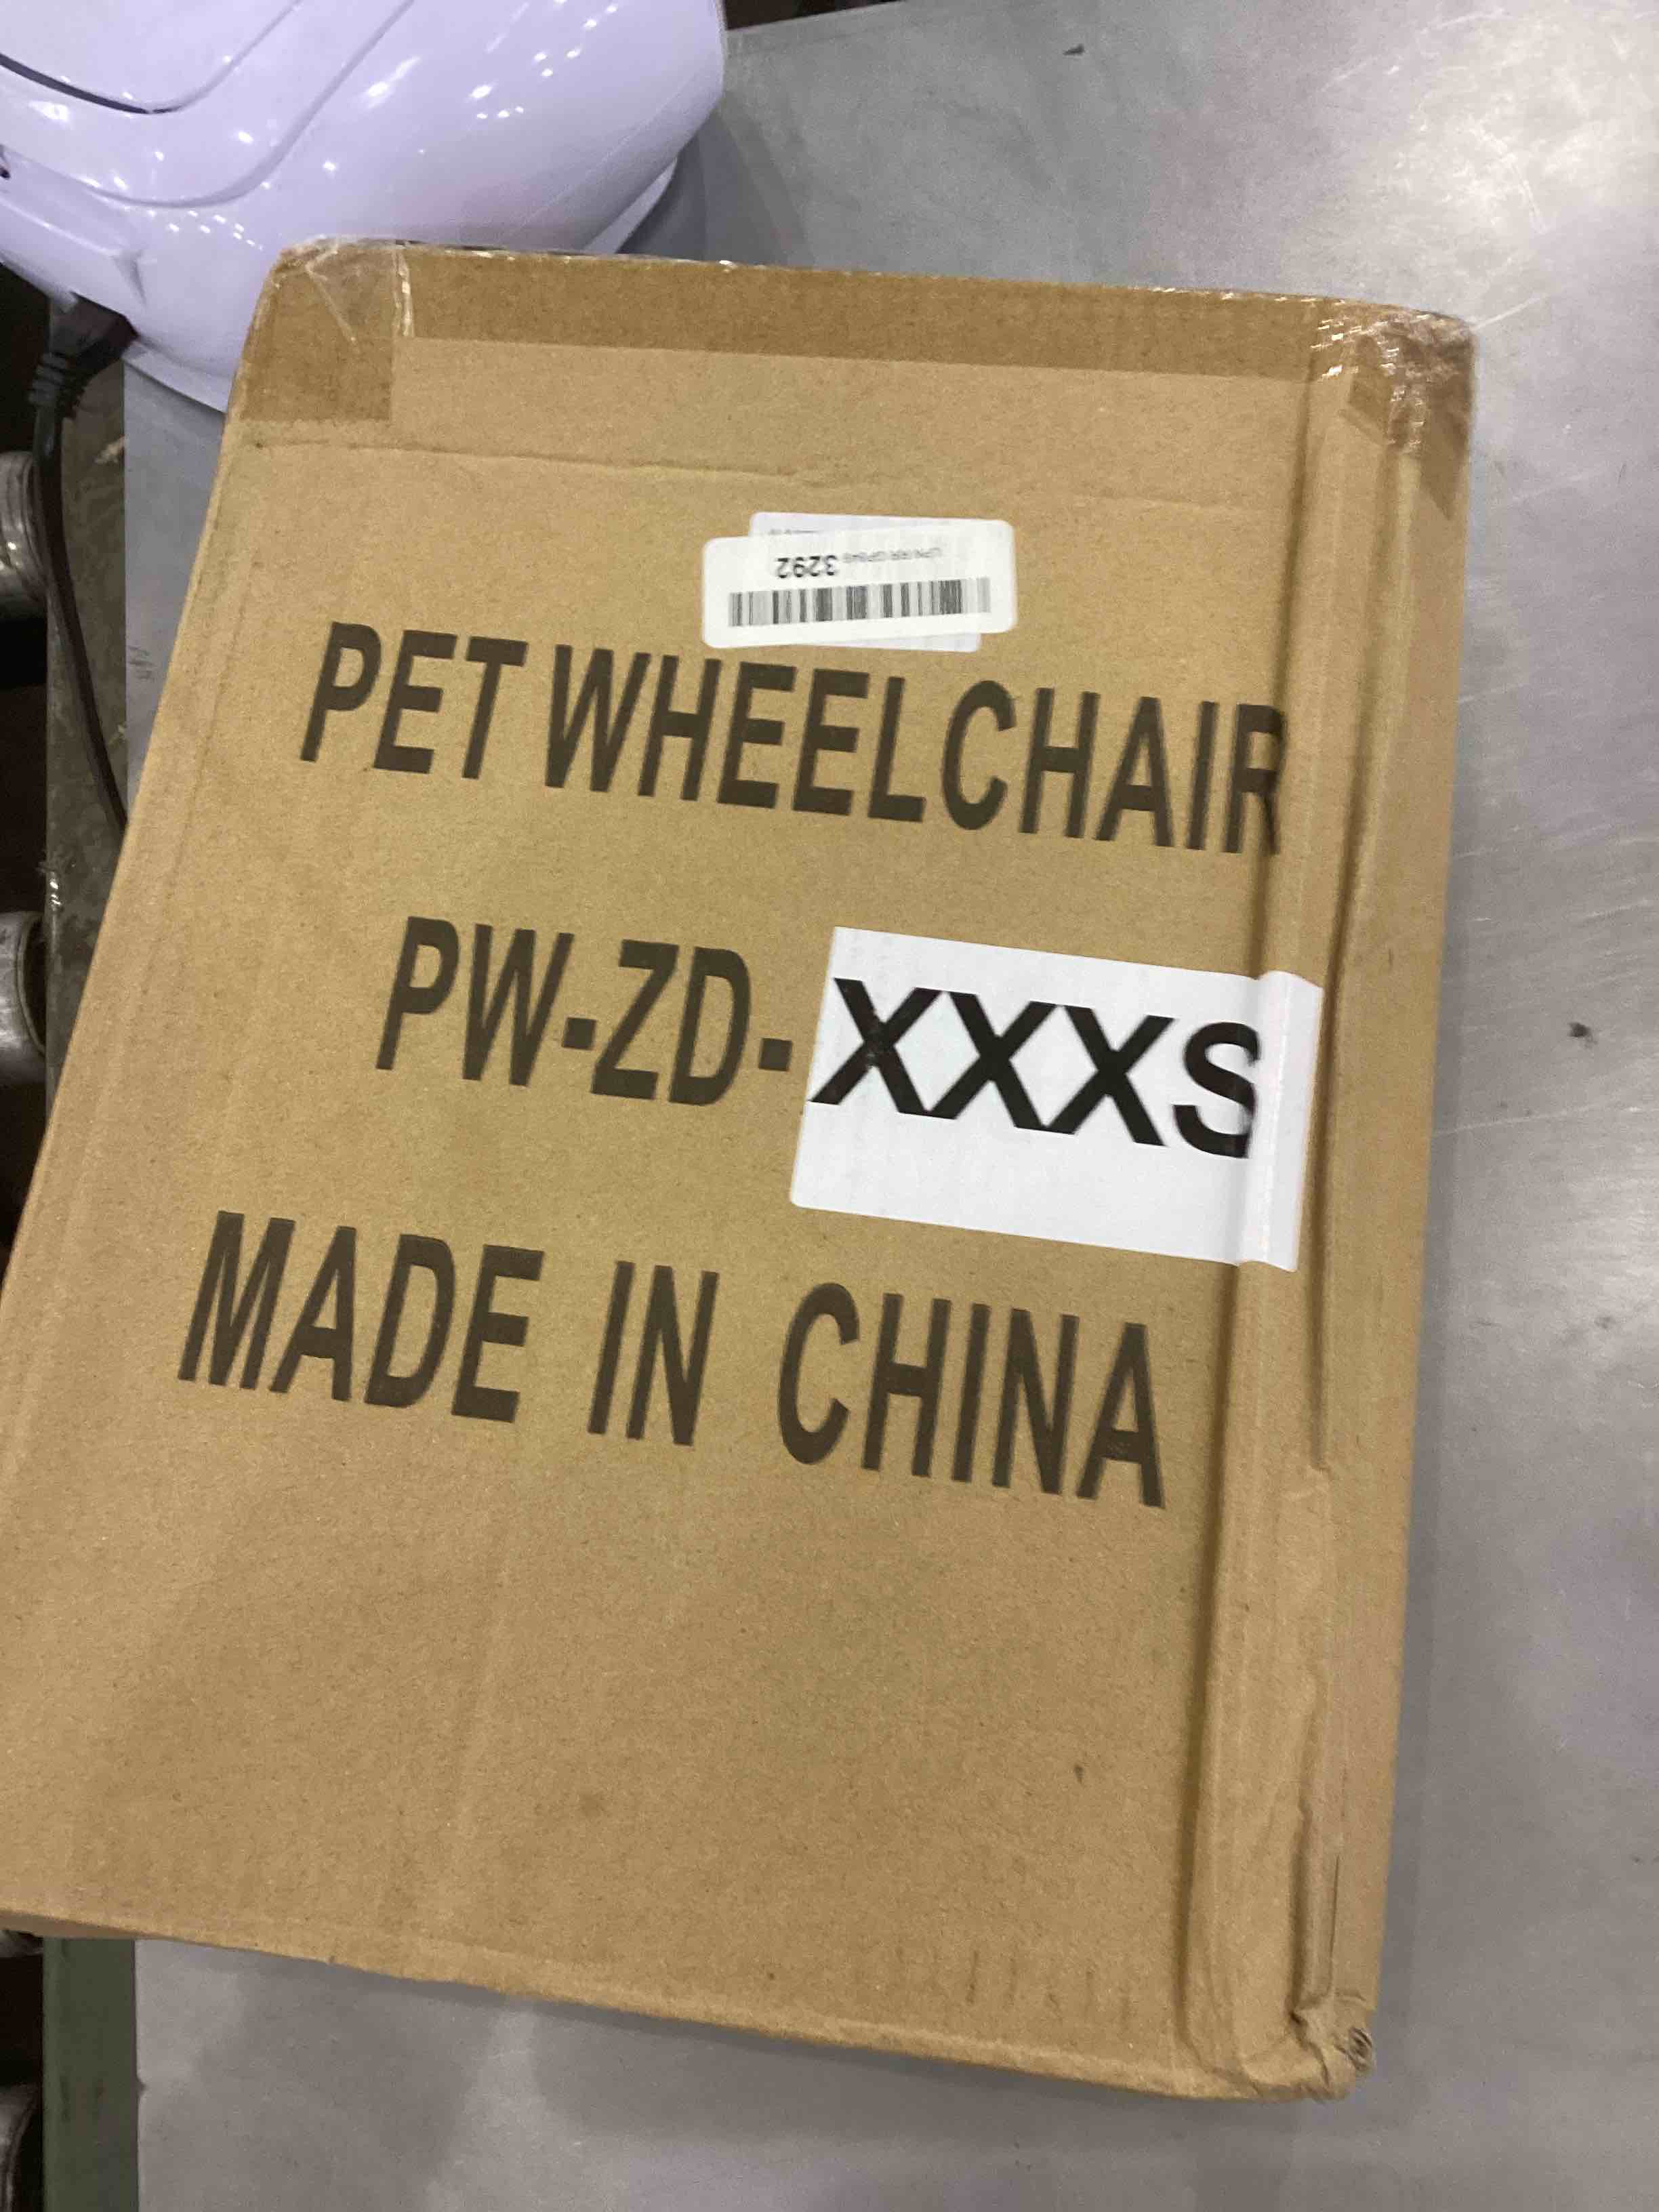 3292
PET WHEELCHAIR
PW-ZD-XXXS
MADE IN CHINA